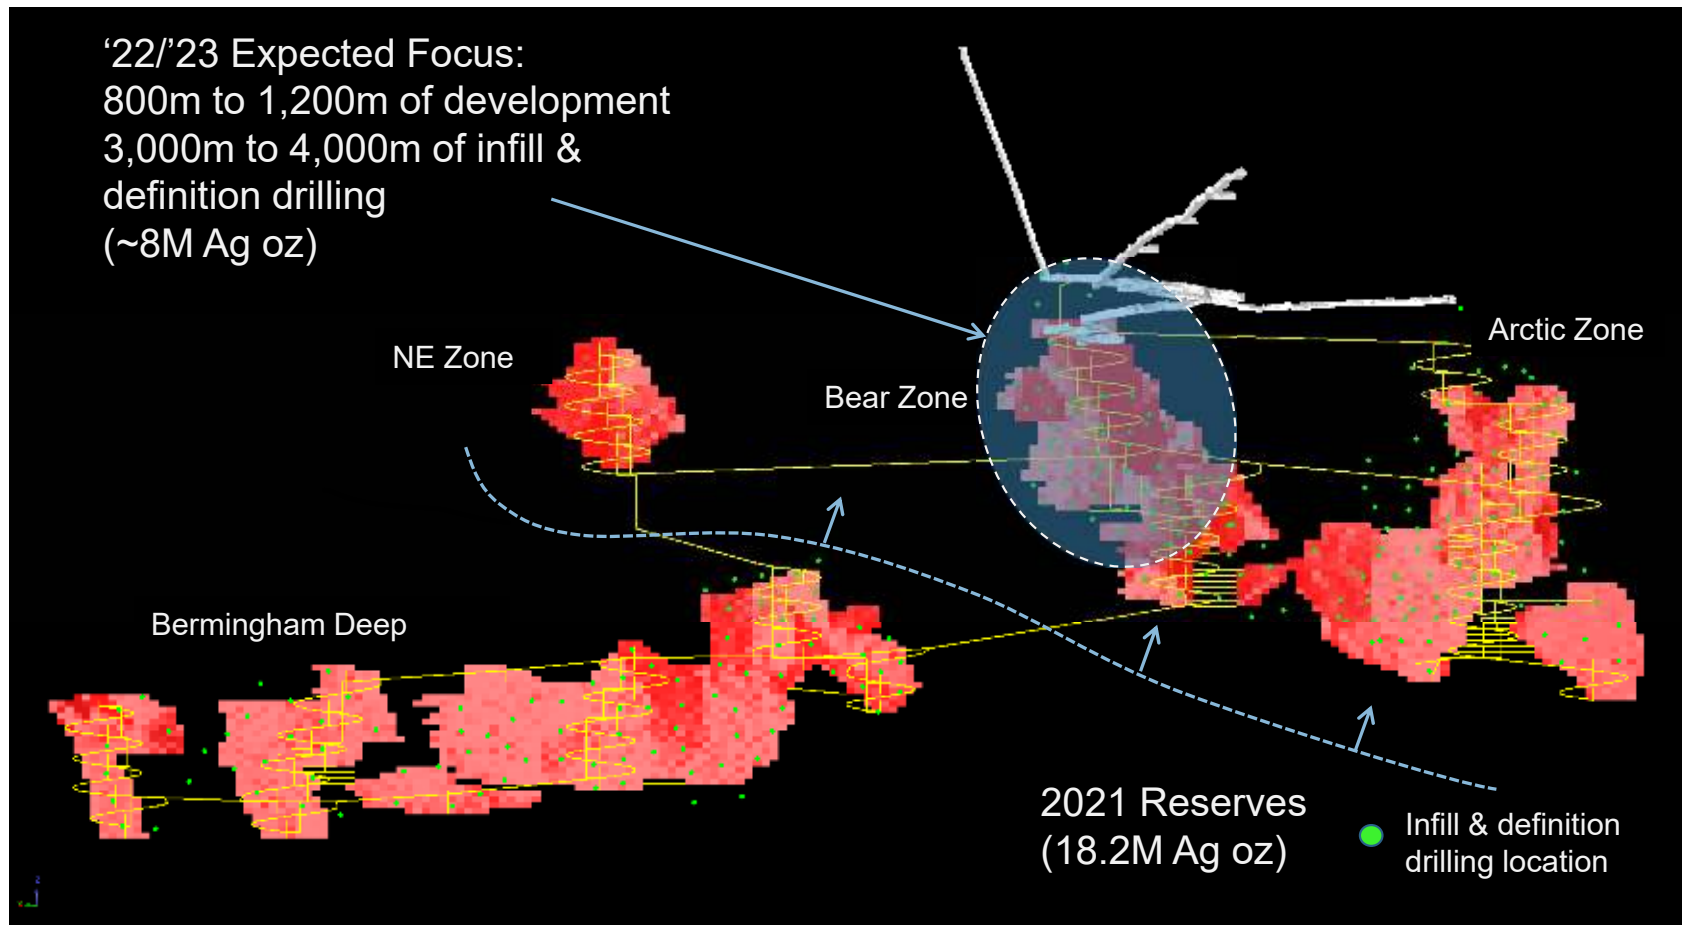 ‘22/’23 Expected Focus:
800m to 1,200m of development
3,000m to 4,000m of infill &
definition drilling
(~8M Ag oz)
NE Zone
Bear Zone
Arctic Zone
Bermingham Deep
2021 Reserves
(18.2M Ag oz)
Infill & definition
drilling location